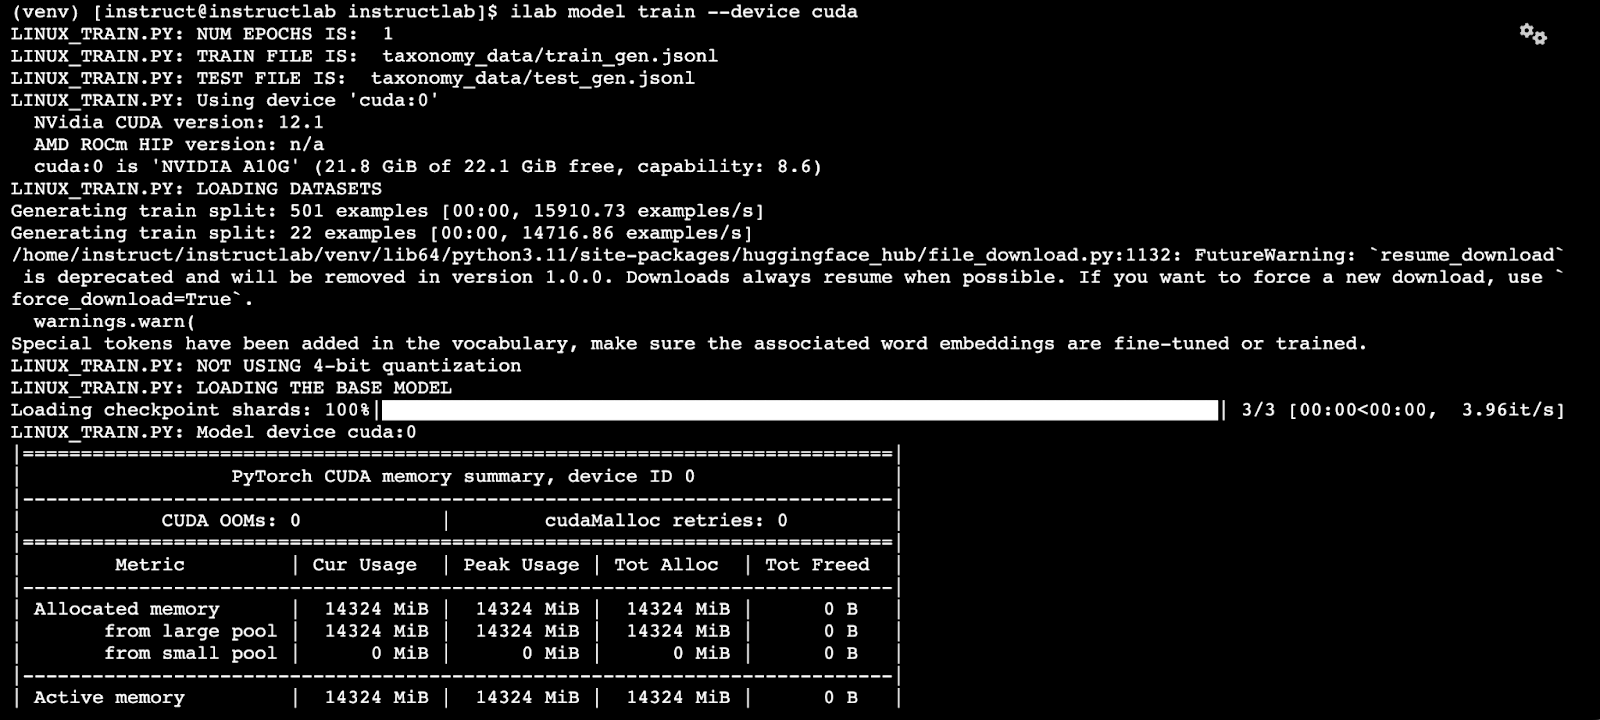 (venv) [instruct@instructlab instructlab]$ ilab model train --device cuda
LINUX_TRAIN.PY: NUM EPOCHS IS:  1
LINUX_TRAIN.PY: TRAIN FILE IS:  taxonomy_data/train_gen.jsonl
LINUX_TRAIN.PY: TEST FILE IS:  taxonomy_data/test_gen.jsonl
LINUX_TRAIN.PY: Using device 'cuda:0'
  NVidia CUDA version: 12.1
  AMD ROCm HIP version: n/a
  cuda:0 is 'NVIDIA A10G' (21.8 GiB of 22.1 GiB free, capability: 8.6)
LINUX_TRAIN.PY: LOADING DATASETS
Generating train split: 501 examples [00:00, 15910.73 examples/s]
Generating train split: 22 examples [00:00, 14716.86 examples/s]
/home/instruct/instructlab/venv/lib64/python3.11/site-packages/huggingface_hub/file_download.py:1132: FutureWarning: `resume_download`
 is deprecated and will be removed in version 1.0.0. Downloads always resume when possible. If you want to force a new download, use `
force_download=True`.
  warnings.warn(
Special tokens have been added in the vocabulary, make sure the associated word embeddings are fine-tuned or trained.
LINUX_TRAIN.PY: NOT USING 4-bit quantization
LINUX_TRAIN.PY: LOADING THE BASE MODEL
Loading checkpoint shards: 100%| | 3/3 [00:00<00:00,  3.96it/s]
LINUX_TRAIN.PY: Model device cuda:0
|===========================================================================|
|                  PyTorch CUDA memory summary, device ID 0                 |
|---------------------------------------------------------------------------|
|            CUDA OOMs: 0            |        cudaMalloc retries: 0         |
|===========================================================================|
|        Metric         | Cur Usage  | Peak Usage | Tot Alloc  | Tot Freed  |
|---------------------------------------------------------------------------|
| Allocated memory      |  14324 MiB |  14324 MiB |  14324 MiB |      0 B   |
|       from large pool |  14324 MiB |  14324 MiB |  14324 MiB |      0 B   |
|       from small pool |      0 MiB |      0 MiB |      0 MiB |      0 B   |
|---------------------------------------------------------------------------|
| Active memory         |  14324 MiB |  14324 MiB |  14324 MiB |      0 B   |